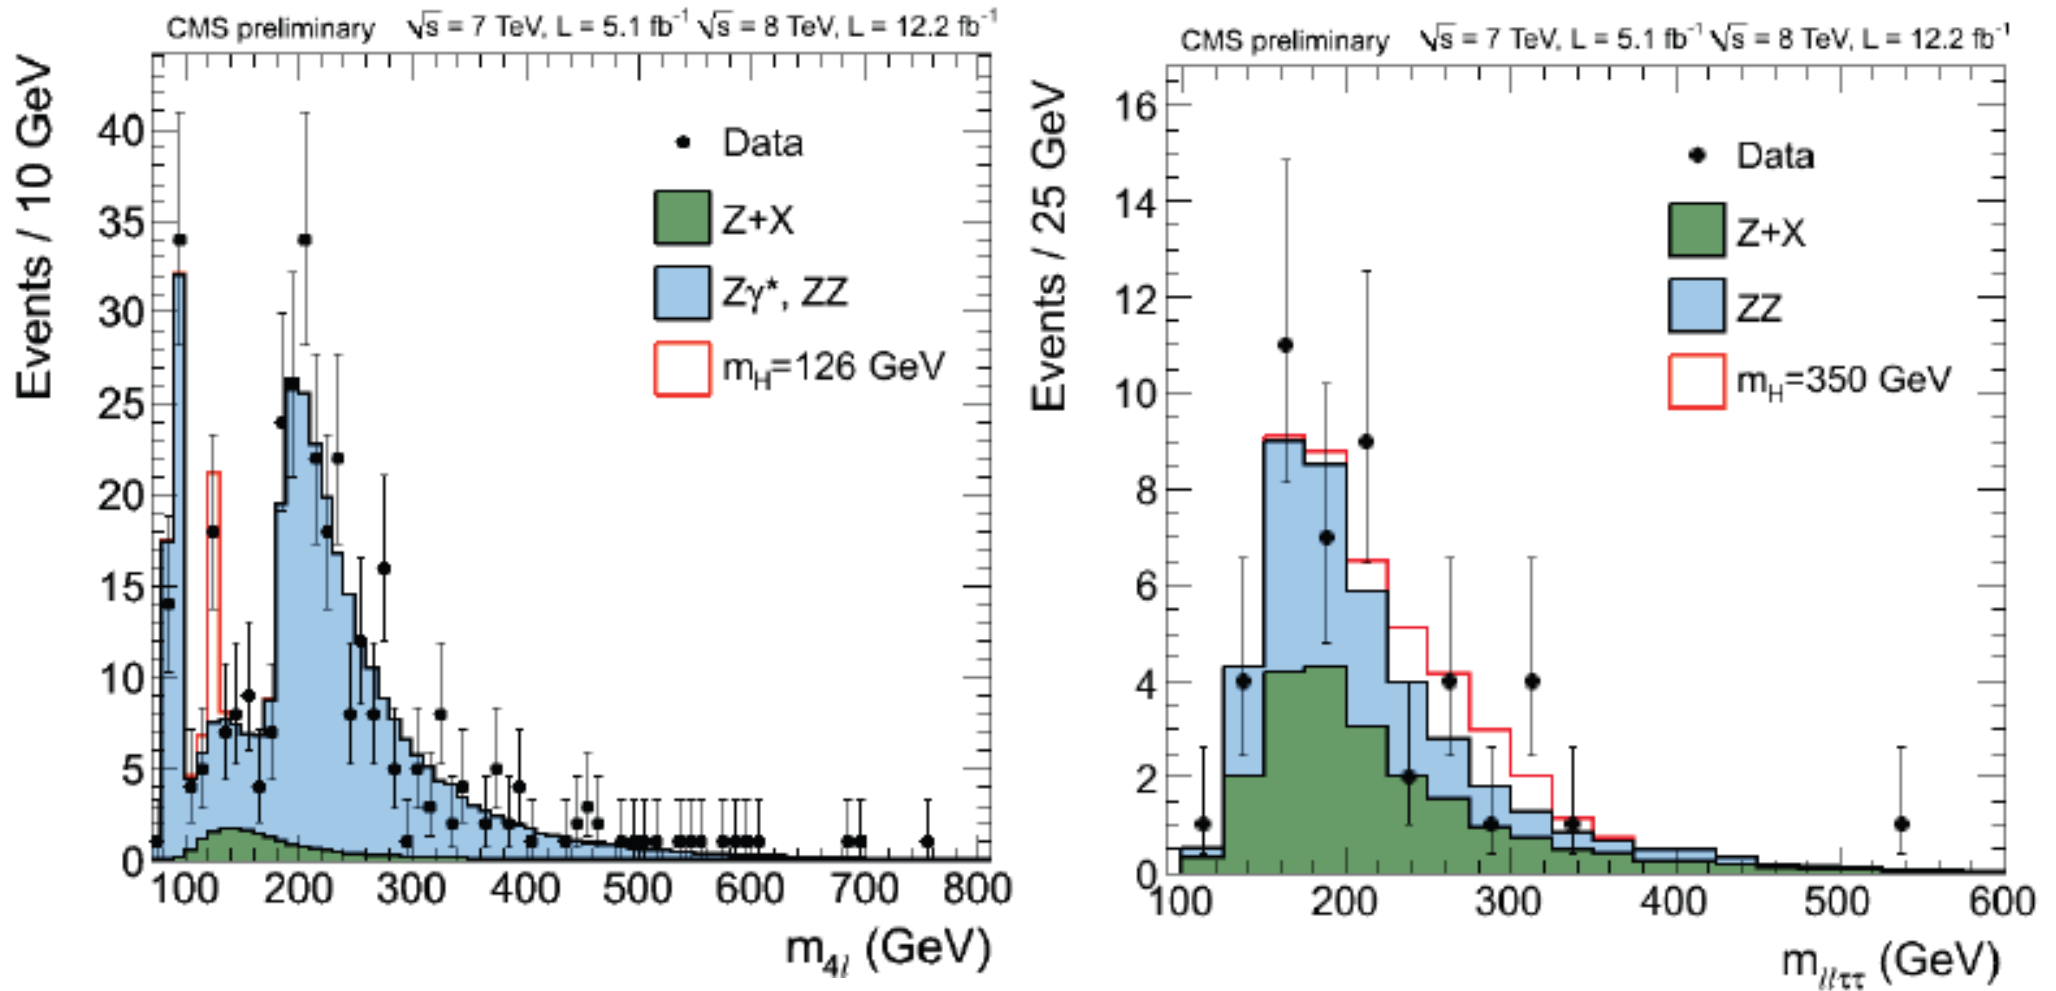 CMS preliminary √s = 7 TeV, L = 5.1 fb⁻¹ √s = 8 TeV, L = 12.2 fb⁻¹
Events / 10 GeV
40
35
30
25
20
15
10
5
0
Data
Z+X
Zγ*, ZZ
m_H=126 GeV
100 200 300 400 500 600 700 800
m_4l (GeV)
CMS preliminary √s = 7 TeV, L = 5.1 fb⁻¹ √s = 8 TeV, L = 12.2 fb⁻¹
Events / 25 GeV
16
14
12
10
8
6
4
2
0
Data
Z+X
ZZ
m_H=350 GeV
100 200 300 400 500 600
m_llττ (GeV)